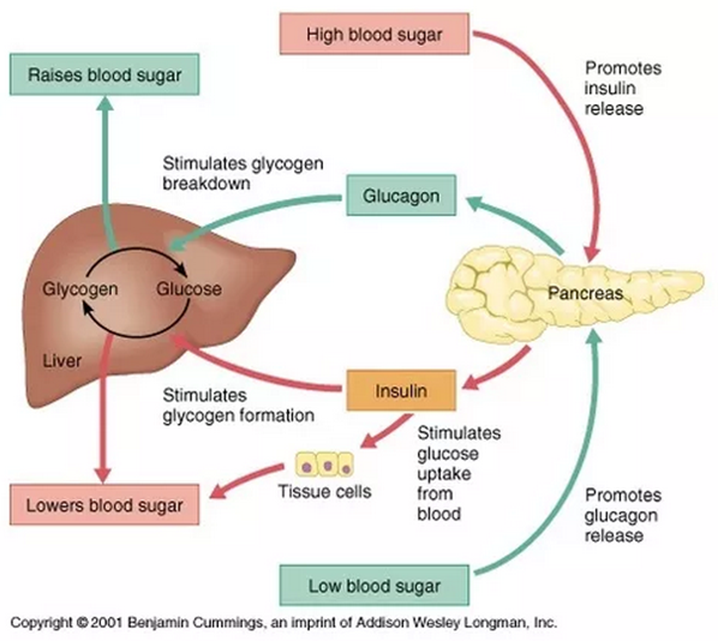 High blood sugar
Raises blood sugar
Promotes
insulin
release
Stimulates glycogen
breakdown
Glucagon
Glycogen
Glucose
Pancreas
Liver
Stimulates
glycogen formation
Insulin
Stimulates
glucose
uptake
from
blood
Tissue cells
Lowers blood sugar
Promotes
glucagon
release
Low blood sugar
Copyright © 2001 Benjamin Cummings, an imprint of Addison Wesley Longman, Inc.